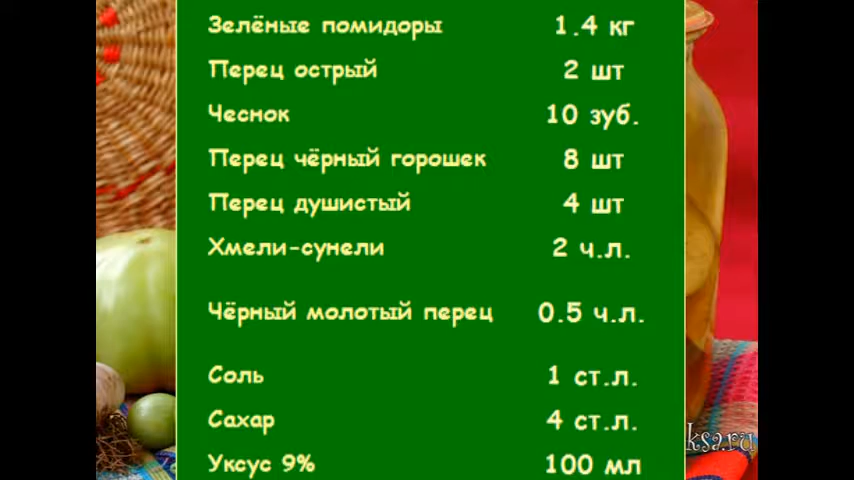 Зелёные помидоры 1.4 кг
Перец острый 2 шт
Чеснок 10 зуб.
Перец чёрный горошек 8 шт
Перец душистый 4 шт
Хмели-сунели 2 ч.л.
Чёрный молотый перец 0.5 ч.л.
Соль 1 ст.л.
Сахар 4 ст.л.
Уксус 9% 100 мл
ksa.ru